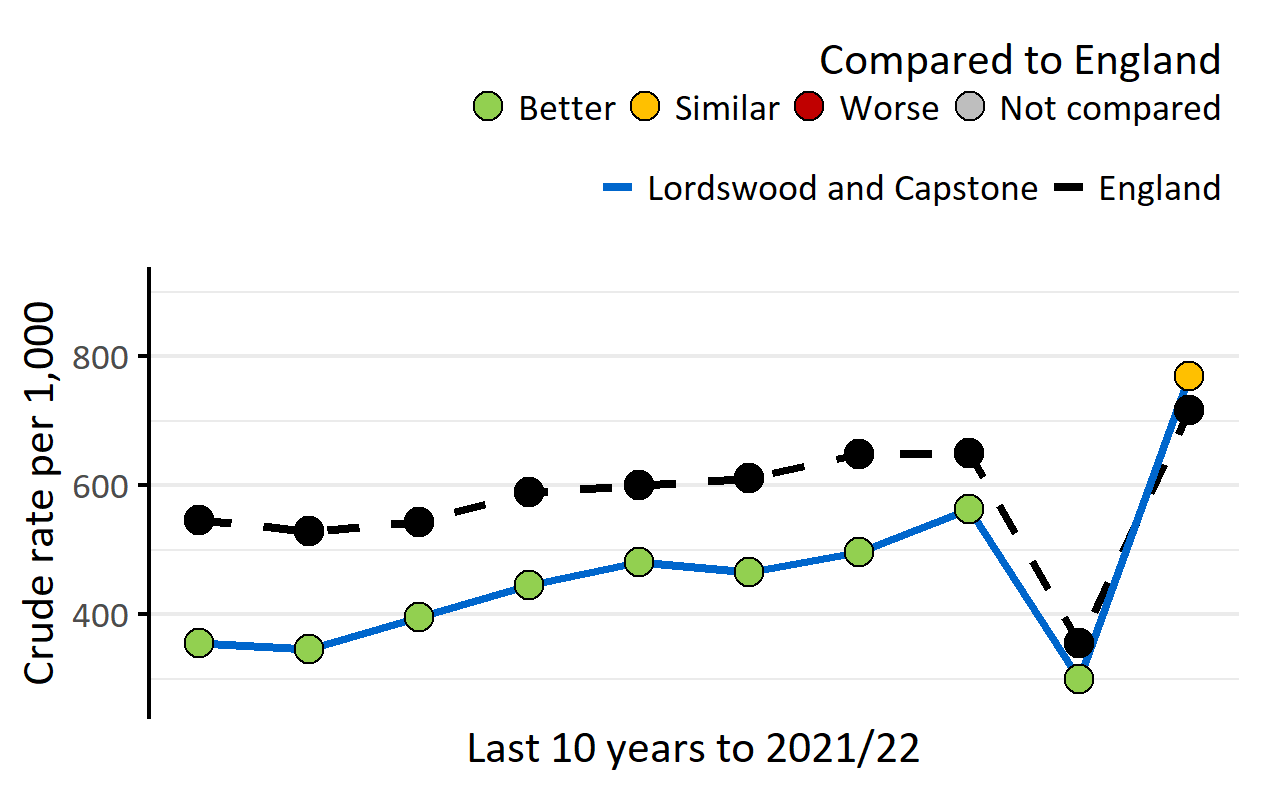 Compared to England
Better Similar Worse Not compared
Lordswood and Capstone England
Crude rate per 1,000
800
600
400
Last 10 years to 2021/22